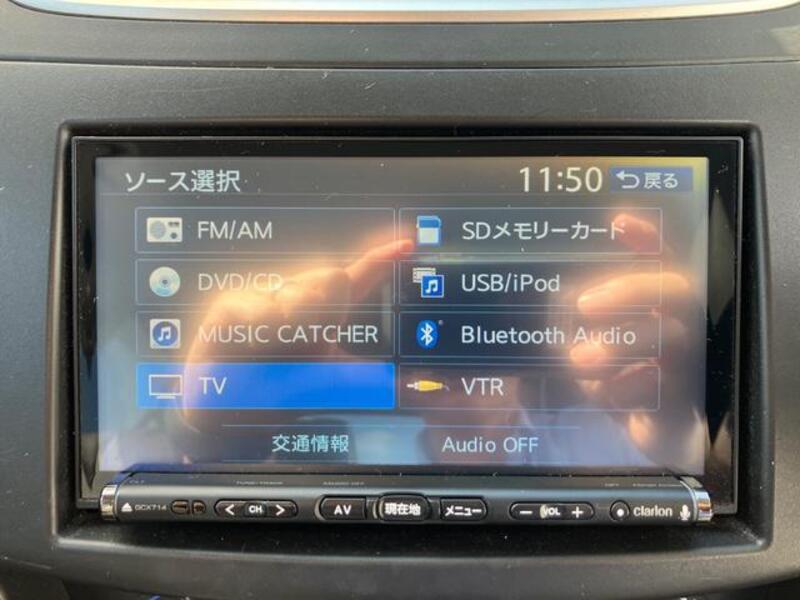 ソース選択 11:50 戻る
FM/AM SDメモリーカード
DVD/CD USB/iPod
MUSIC CATCHER Bluetooth Audio
TV VTR
交通情報 Audio OFF
GCX714 < CH > AV 現在地 メニュー − VOL + clarion